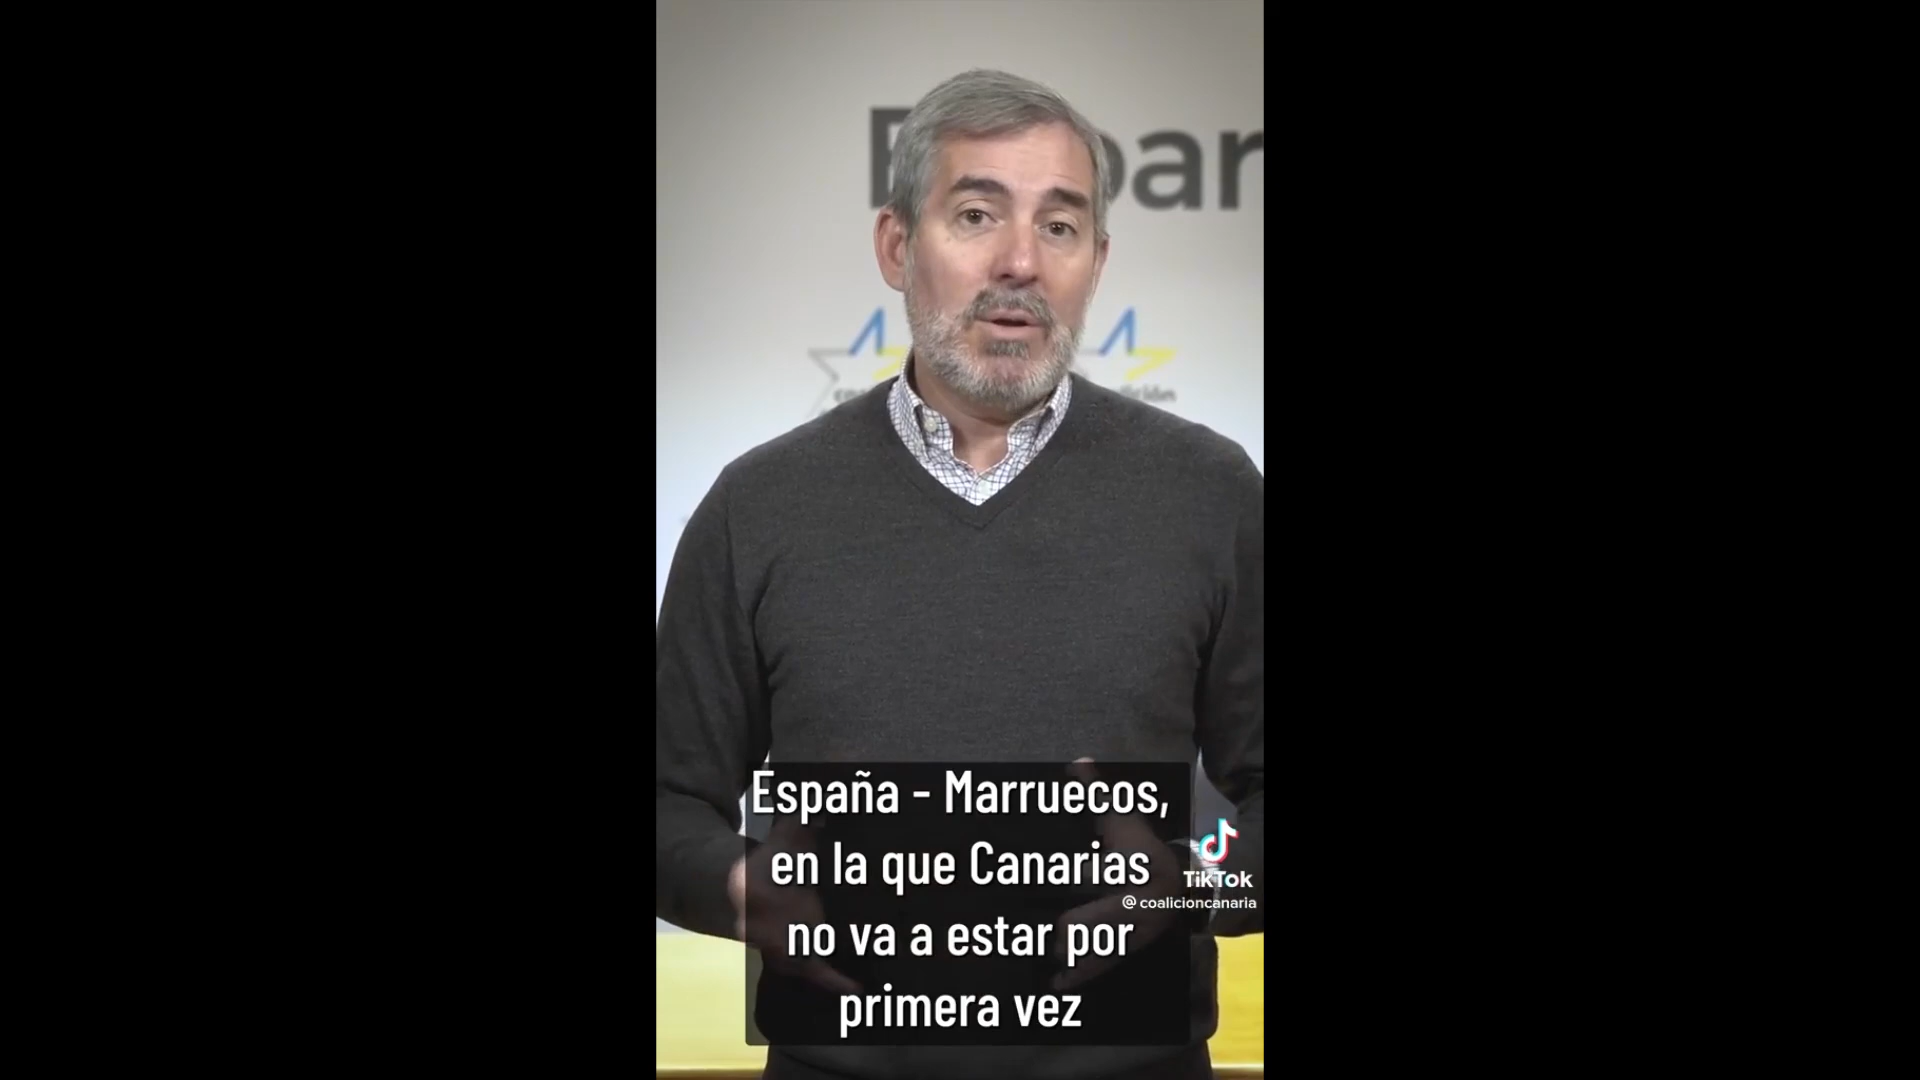 España - Marruecos,
en la que Canarias
no va a estar por
primera vez
TikTok
@ coalicioncanaria